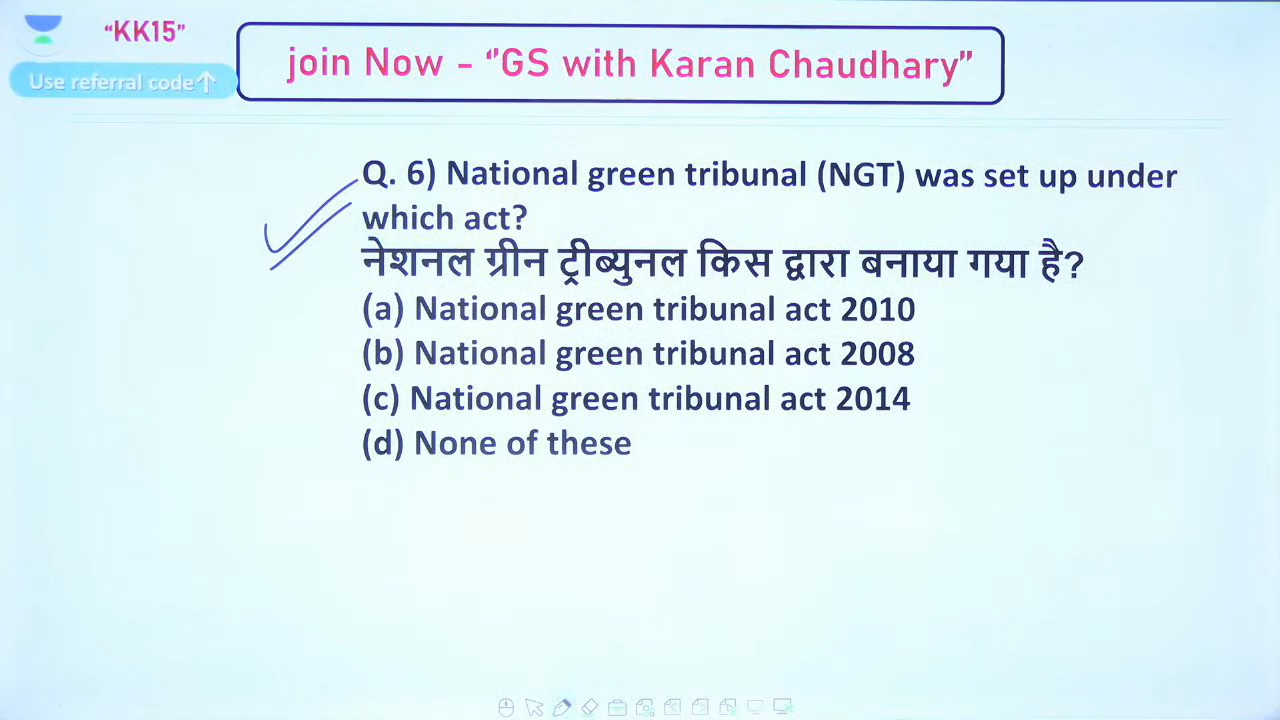 “KK15”
Use referral code↑
join Now - “GS with Karan Chaudhary”
Q. 6) National green tribunal (NGT) was set up under
which act?
नेशनल ग्रीन ट्रीब्युनल किस द्वारा बनाया गया है?
(a) National green tribunal act 2010
(b) National green tribunal act 2008
(c) National green tribunal act 2014
(d) None of these